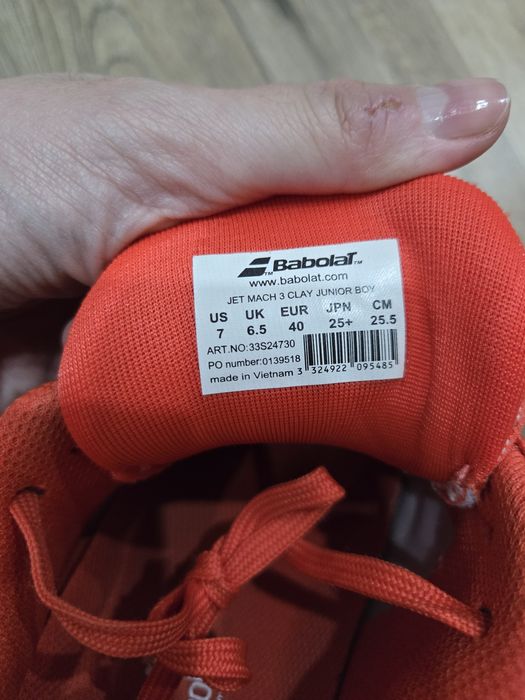 BabolaT™
www.babolat.com
JET MACH 3 CLAY JUNIOR BOY
US UK EUR JPN CM
7 6.5 40 25+ 25.5
ART.NO:33S24730
PO number:0139518
made in Vietnam 3 324922 095485